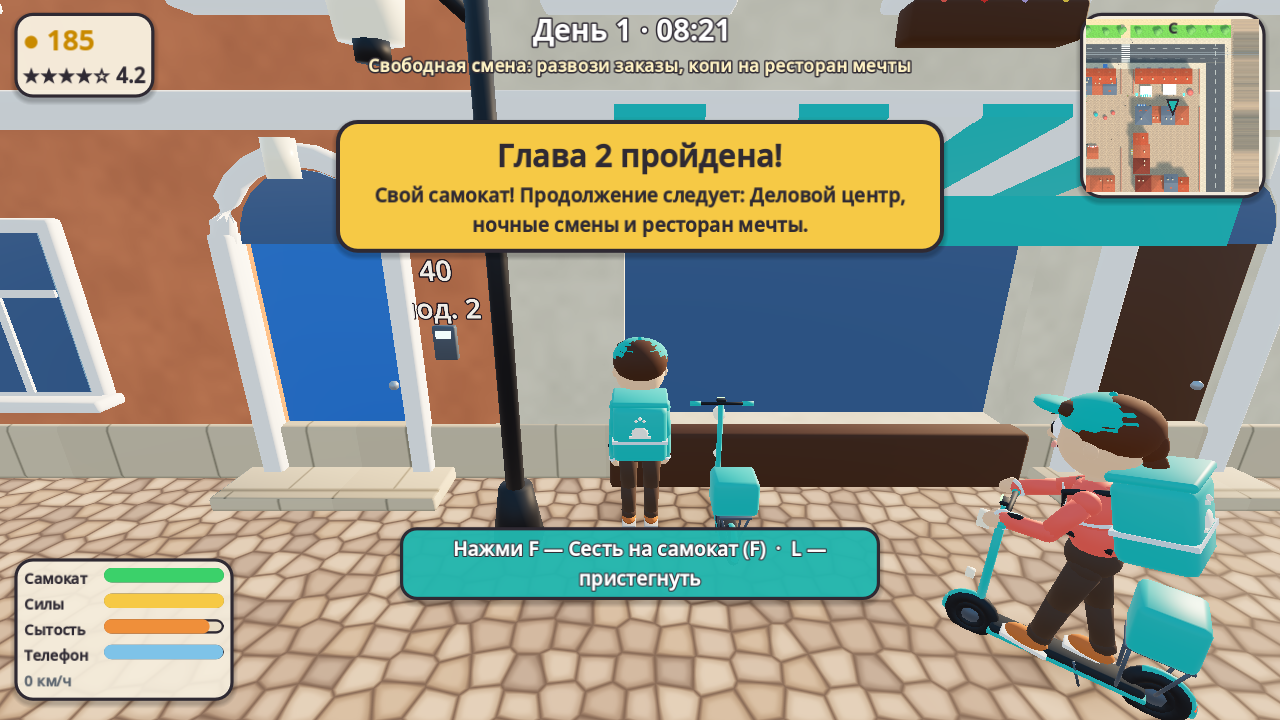 185
★★★★☆ 4.2
День 1 · 08:21
Свободная смена: развози заказы, копи на ресторан мечты
С
Глава 2 пройдена!
Свой самокат! Продолжение следует: Деловой центр,
ночные смены и ресторан мечты.
40
под. 2
Нажми F — Сесть на самокат (F) · L —
пристегнуть
Самокат
Силы
Сытость
Телефон
0 км/ч